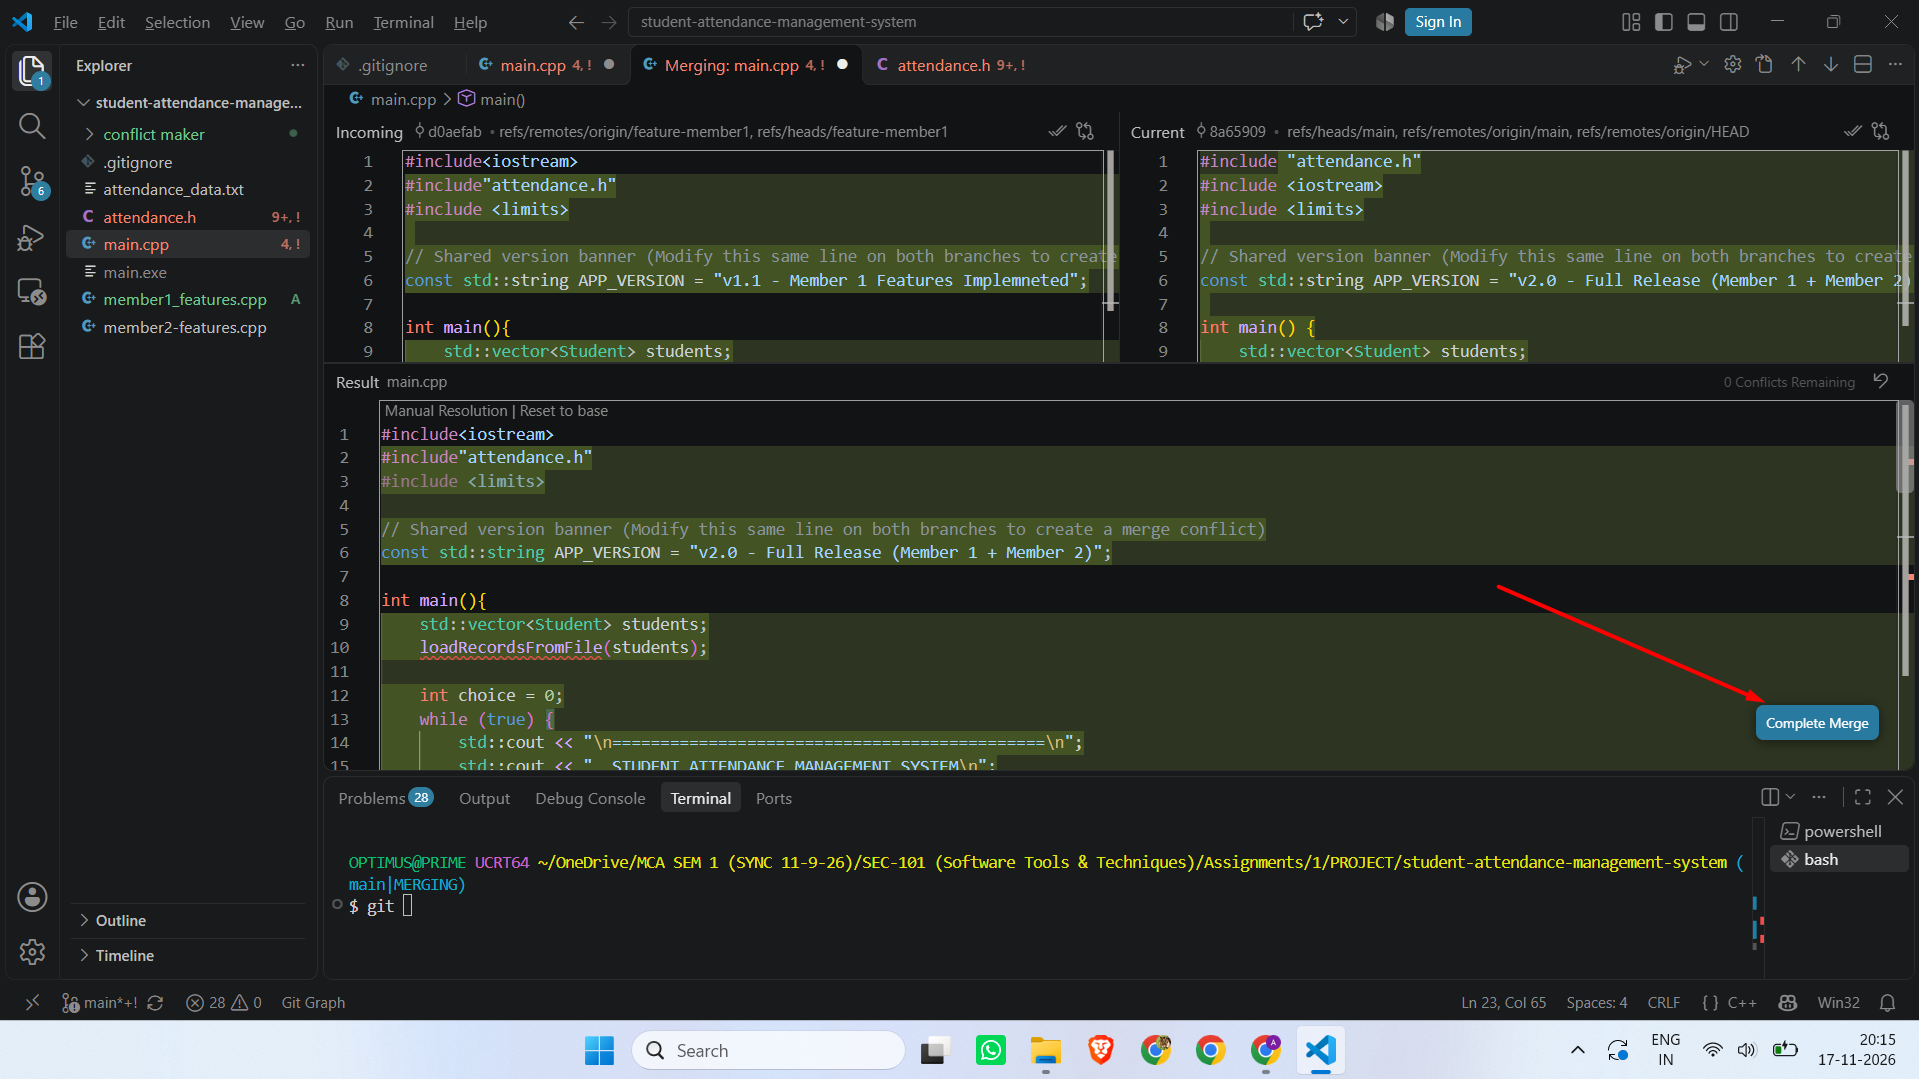 File Edit Selection View Go Run Terminal Help
student-attendance-management-system
Sign In
Explorer
student-attendance-manage...
conflict maker
.gitignore
attendance_data.txt
attendance.h 9+, !
main.cpp 4, !
main.exe
member1_features.cpp A
member2-features.cpp
Outline
Timeline
1
6
.gitignore
main.cpp 4, !
Merging: main.cpp 4, !
attendance.h 9+, !
main.cpp > main()
Incoming d0aefab • refs/remotes/origin/feature-member1, refs/heads/feature-member1
1 #include<iostream>
2 #include"attendance.h"
3 #include <limits>
4
5 // Shared version banner (Modify this same line on both branches to create
6 const std::string APP_VERSION = "v1.1 - Member 1 Features Implemneted";
7
8 int main(){
9 std::vector<Student> students;
Current 8a65909 • refs/heads/main, refs/remotes/origin/main, refs/remotes/origin/HEAD
1 #include "attendance.h"
2 #include <iostream>
3 #include <limits>
4
5 // Shared version banner (Modify this same line on both branches to create
6 const std::string APP_VERSION = "v2.0 - Full Release (Member 1 + Member 2)
7
8 int main() {
9 std::vector<Student> students;
Result main.cpp
0 Conflicts Remaining
Manual Resolution | Reset to base
1 #include<iostream>
2 #include"attendance.h"
3 #include <limits>
4
5 // Shared version banner (Modify this same line on both branches to create a merge conflict)
6 const std::string APP_VERSION = "v2.0 - Full Release (Member 1 + Member 2)";
7
8 int main(){
9 std::vector<Student> students;
10 loadRecordsFromFile(students);
11
12 int choice = 0;
13 while (true) {
14 std::cout << "\n=============================================\n";
15 std::cout << "  STUDENT ATTENDANCE MANAGEMENT SYSTEM\n";
Complete Merge
Problems 28 Output Debug Console Terminal Ports
OPTIMUS@PRIME UCRT64 ~/OneDrive/MCA SEM 1 (SYNC 11-9-26)/SEC-101 (Software Tools & Techniques)/Assignments/1/PROJECT/student-attendance-management-system (
main|MERGING)
$ git
powershell
bash
main*+! 28 0 Git Graph
Ln 23, Col 65 Spaces: 4 CRLF { } C++ Win32
Search
A
ENG
IN
20:15
17-11-2026